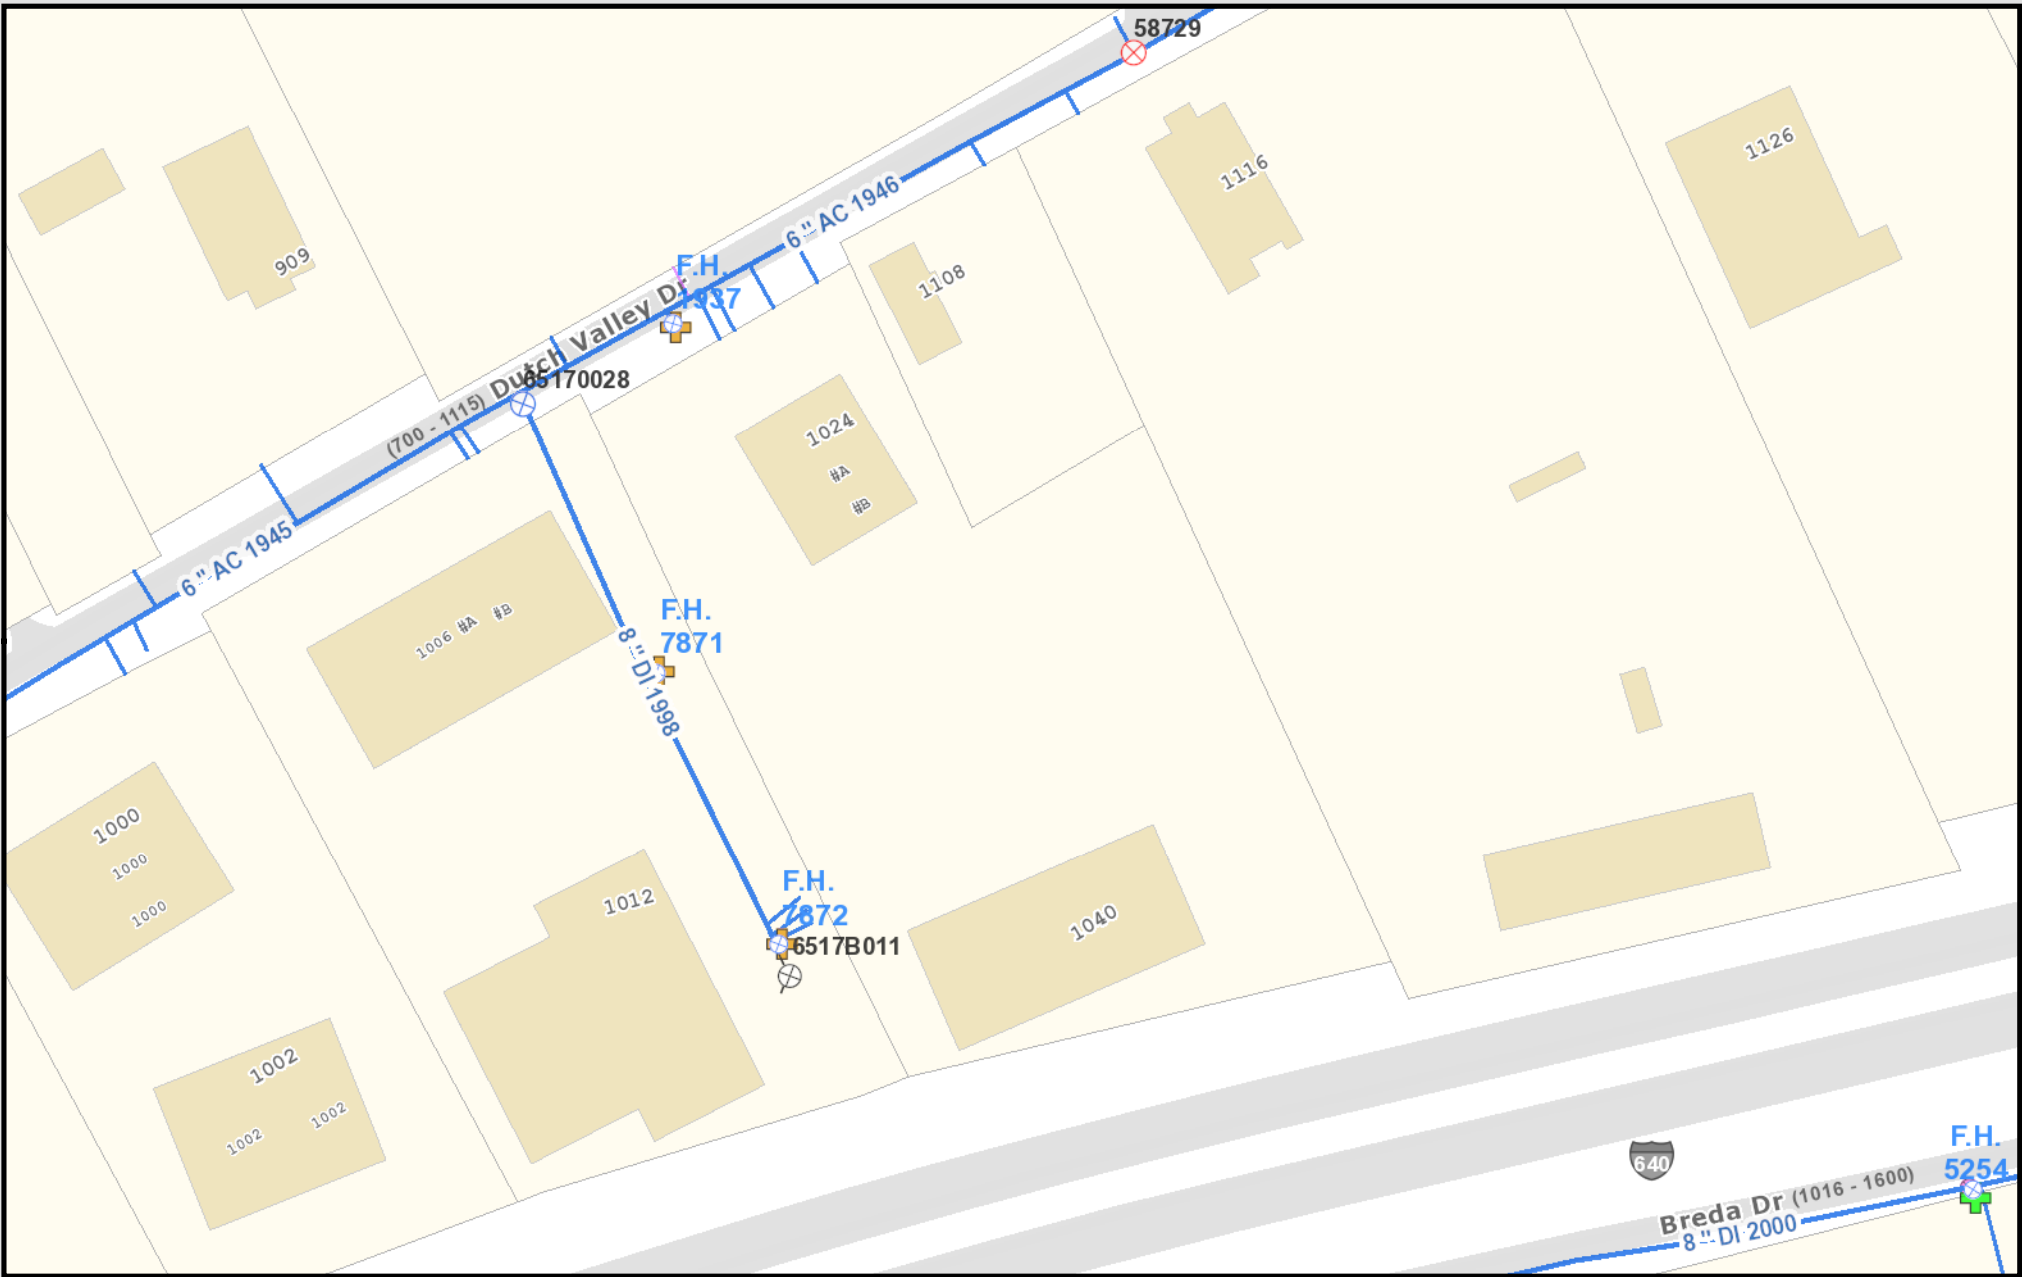 58729
1126
1116
6 " AC 1946
909
F.H.
1937
1108
Dutch Valley Dr
65170028
(700 - 1115)
1024
#A
#B
6 " AC 1945
F.H.
7871
1006 #A #B
8 " DI 1998
1000
1000
1000
F.H.
7872
1012
1040
6517B011
1002
1002
1002
F.H.
5254
640
Breda Dr (1016 - 1600)
8 " DI 2000